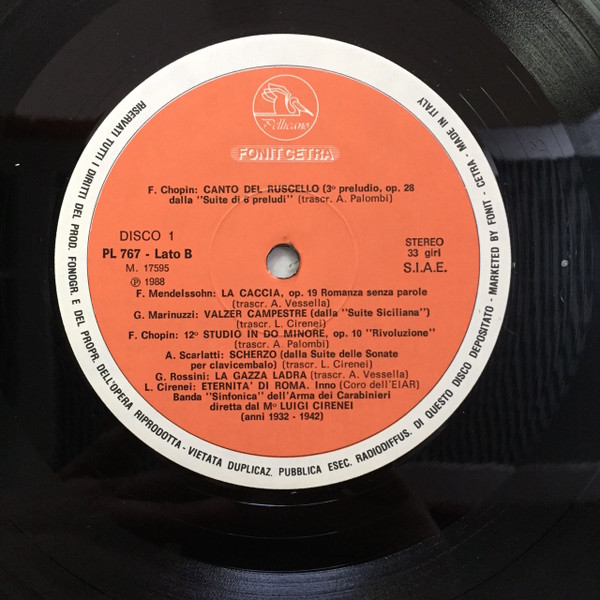 Pellicano
FONIT CETRA
F. Chopin: CANTO DEL RUSCELLO (3º preludio, op. 28
dalla "Suite di 6 preludi" (trascr. A. Palombi)
DISCO 1
PL 767 - Lato B
M. 17595
℗ 1988
STEREO
33 giri
S.I.A.E.
F. Mendelssohn: LA CACCIA, op. 19 Romanza senza parole
(trascr. A. Vessella)
G. Marinuzzi: VALZER CAMPESTRE (dalla "Suite Siciliana")
(trascr. L. Cirenei)
F. Chopin: 12º STUDIO IN DO MINORE, op. 10 "Rivoluzione"
(trascr. A. Palombi)
A. Scarlatti: SCHERZO (dalla Suite delle Sonate
per clavicembalo) (trascr. L. Cirenei)
G. Rossini: LA GAZZA LADRA (trascr. A. Vessella)
L. Cirenei: ETERNITA' DI ROMA. Inno (Coro dell'EIAR)
Banda "Sinfonica" dell'Arma dei Carabinieri
diretta dal Mº LUIGI CIRENEI
(anni 1932 - 1942)
RISERVATI TUTTI I DIRITTI DEL PROD. FONOGR. E DEL PROPR. DELL'OPERA RIPRODOTTA - VIETATA DUPLICAZ. PUBBLICA ESEC. RADIODIFFUS. DI QUESTO DISCO DEPOSITATO - MARKETED BY FONIT - CETRA - MADE IN ITALY